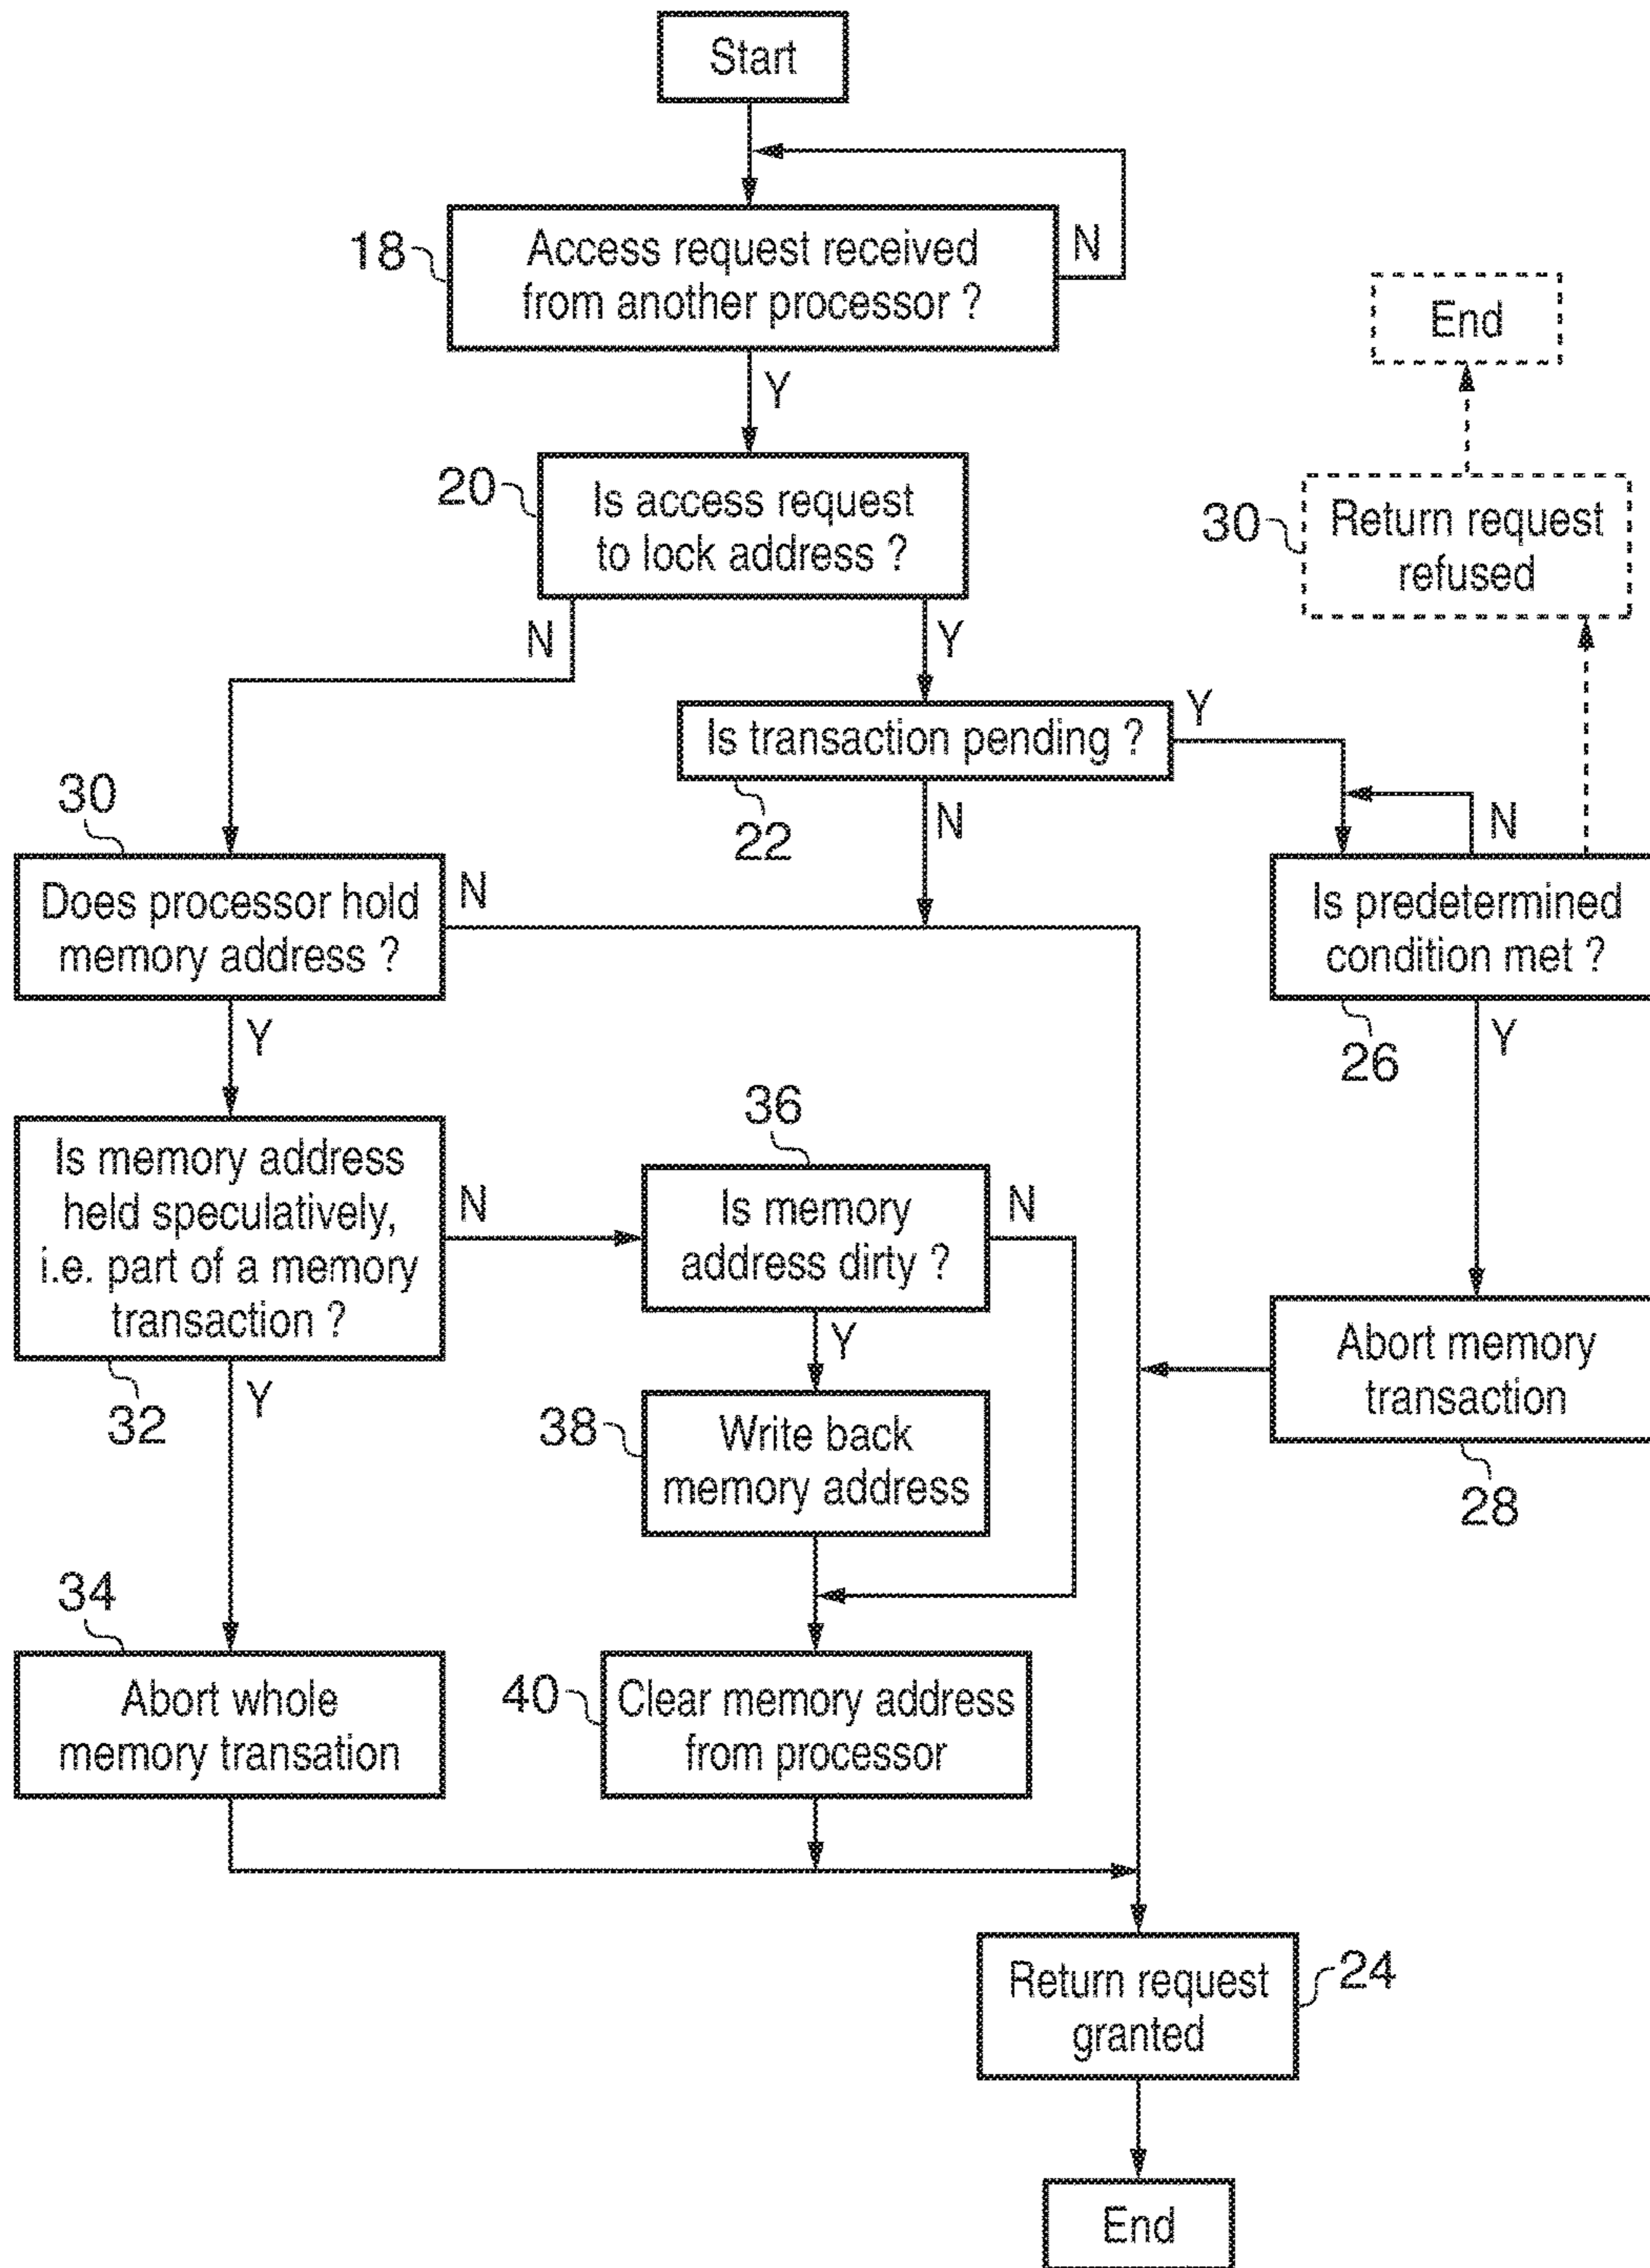 Start
N
18
Access request received
from another processor ?
Y
End
20
Is access request
to lock address ?
30
Return request
refused
N
Y
Is transaction pending ?
Y
22
N
N
30
Does processor hold
memory address ?
N
Is predetermined
condition met ?
26
Y
Y
36
Is memory address
held speculatively,
i.e. part of a memory
transaction ?
N
Is memory
address dirty ?
N
32
Y
Y
38
Write back
memory address
Abort memory
transaction
28
34
Abort whole
memory transation
40
Clear memory address
from processor
Return request
granted
24
End